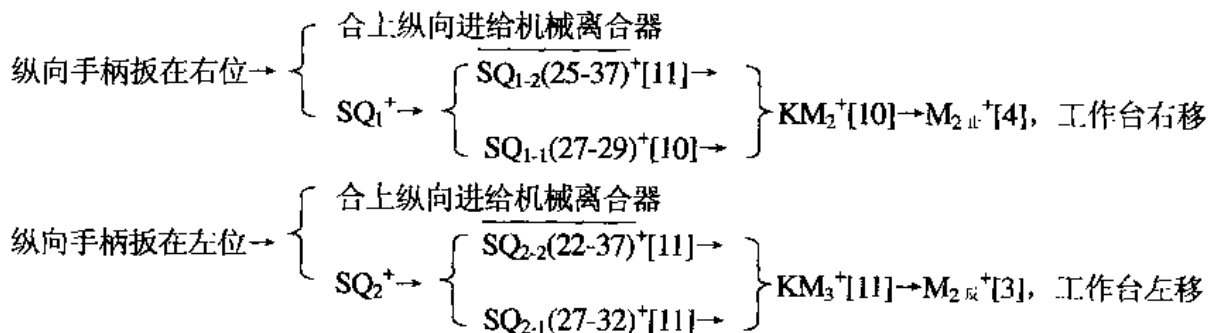 合上纵向进给机械离合器
纵向手柄扳在右位→
SQ₁₋₂(25-37)⁺[11]→
SQ₁⁺→
KM₂⁺[10]→M₂正⁺[4],工作台右移
SQ₁₋₁(27-29)⁺[10]→
合上纵向进给机械离合器
纵向手柄扳在左位→
SQ₂₋₂(22-37)⁺[11]→
SQ₂⁺→
KM₃⁺[11]→M₂反⁺[3],工作台左移
SQ₂₋₁(27-32)⁺[11]→